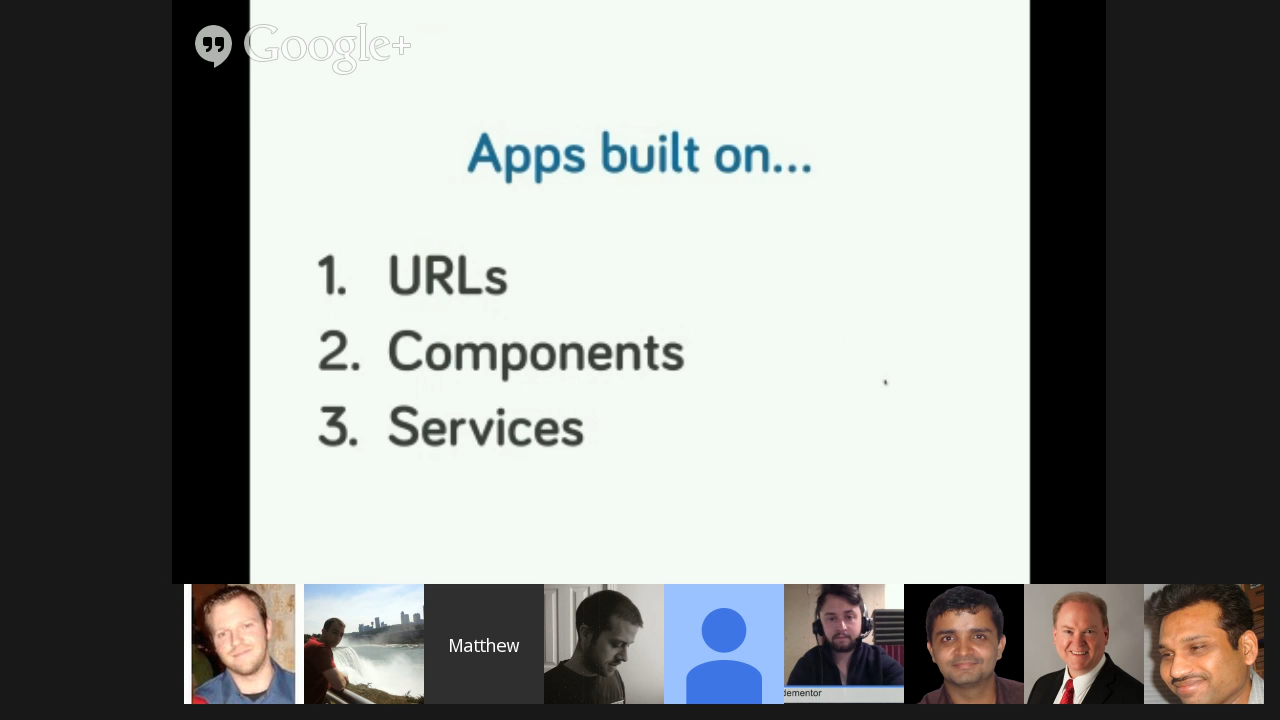 Google+
Apps built on...
1. URLs
2. Components
3. Services
Matthew
dementor